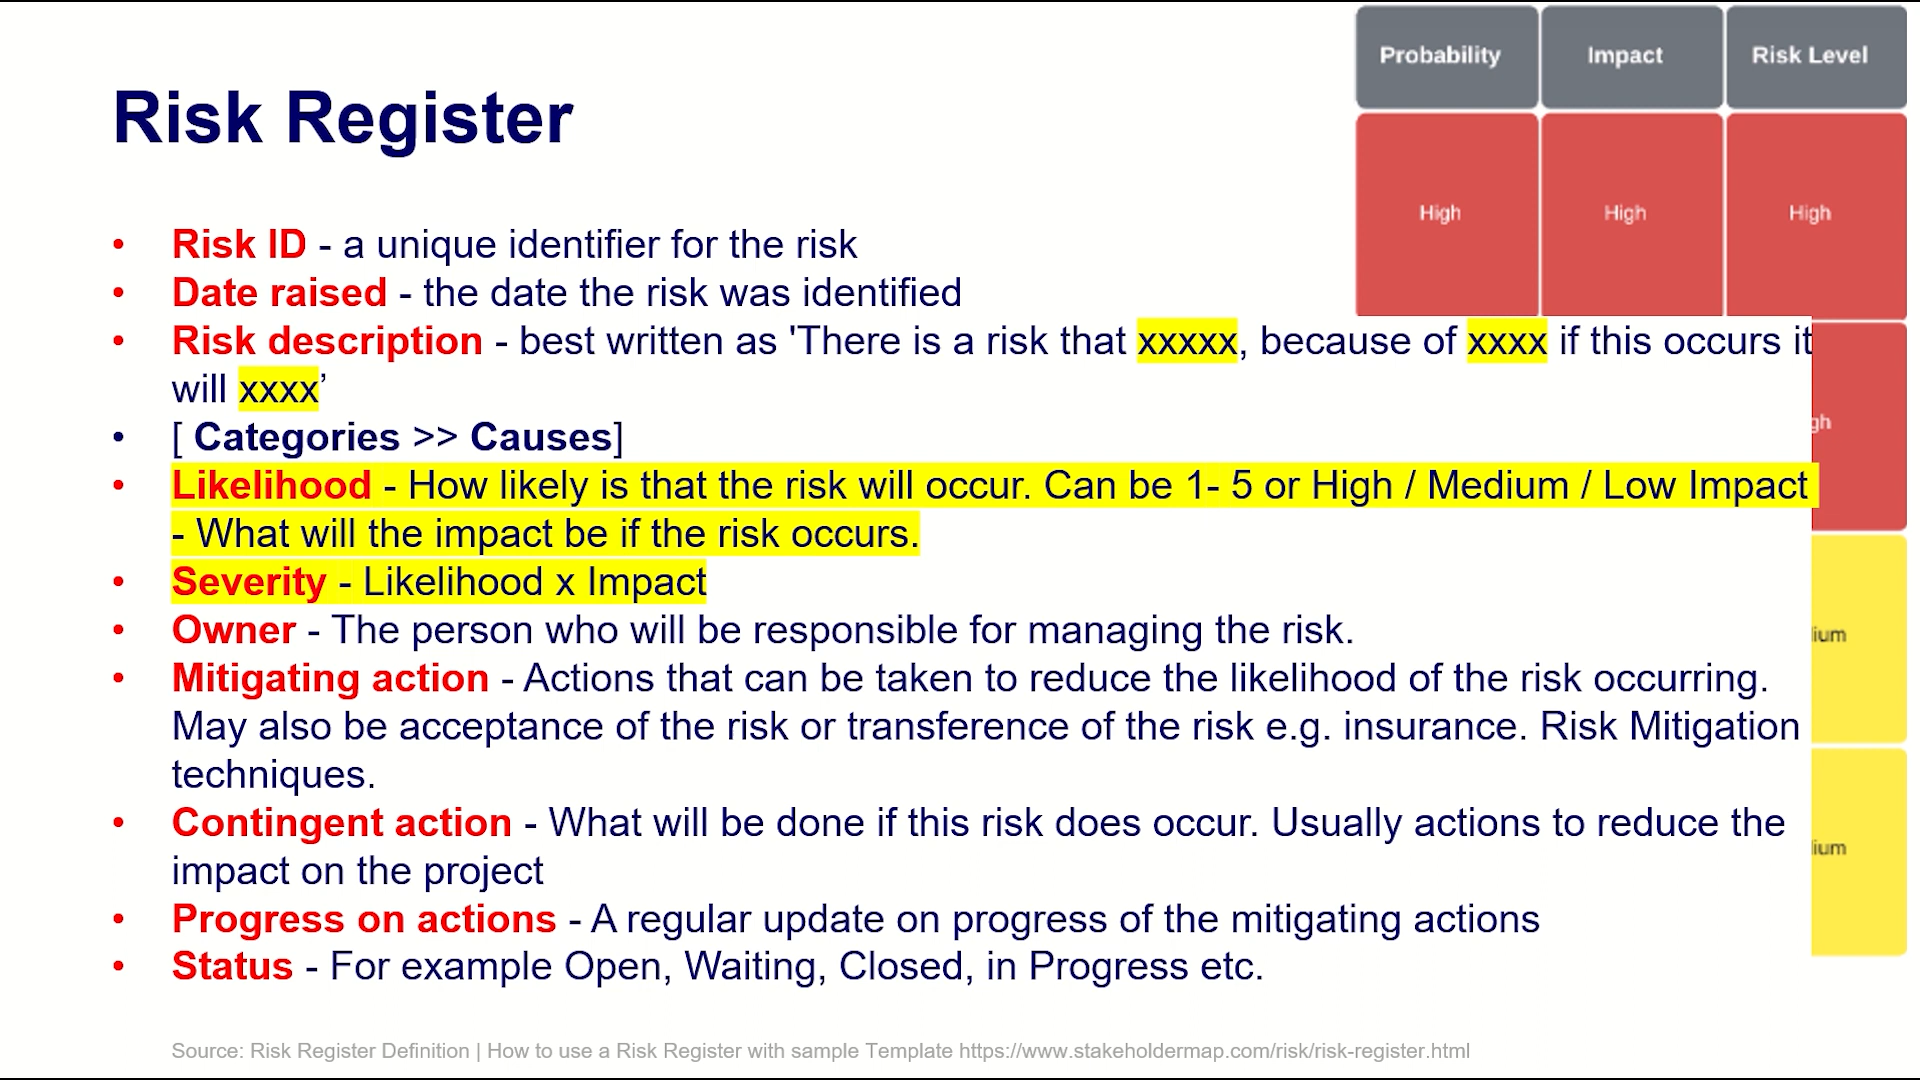 Probability Impact Risk Level
Risk Register
High High High
• Risk ID - a unique identifier for the risk
• Date raised - the date the risk was identified
• Risk description - best written as 'There is a risk that xxxxx, because of xxxx if this occurs it
will xxxx’
• [ Categories >> Causes]
• Likelihood - How likely is that the risk will occur. Can be 1- 5 or High / Medium / Low Impact
- What will the impact be if the risk occurs.
• Severity - Likelihood x Impact
• Owner - The person who will be responsible for managing the risk.
• Mitigating action - Actions that can be taken to reduce the likelihood of the risk occurring.
May also be acceptance of the risk or transference of the risk e.g. insurance. Risk Mitigation
techniques.
• Contingent action - What will be done if this risk does occur. Usually actions to reduce the
impact on the project
• Progress on actions - A regular update on progress of the mitigating actions
• Status - For example Open, Waiting, Closed, in Progress etc.
Source: Risk Register Definition | How to use a Risk Register with sample Template https://www.stakeholdermap.com/risk/risk-register.html